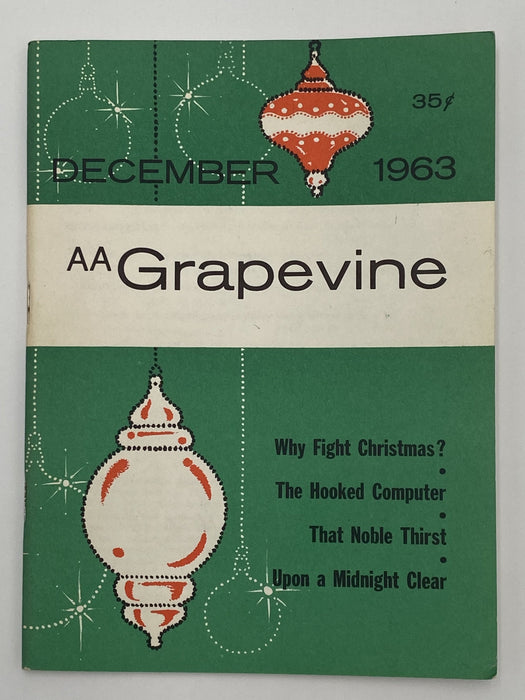 35¢
DECEMBER 1963
AA Grapevine
Why Fight Christmas?
•
The Hooked Computer
•
That Noble Thirst
•
Upon a Midnight Clear